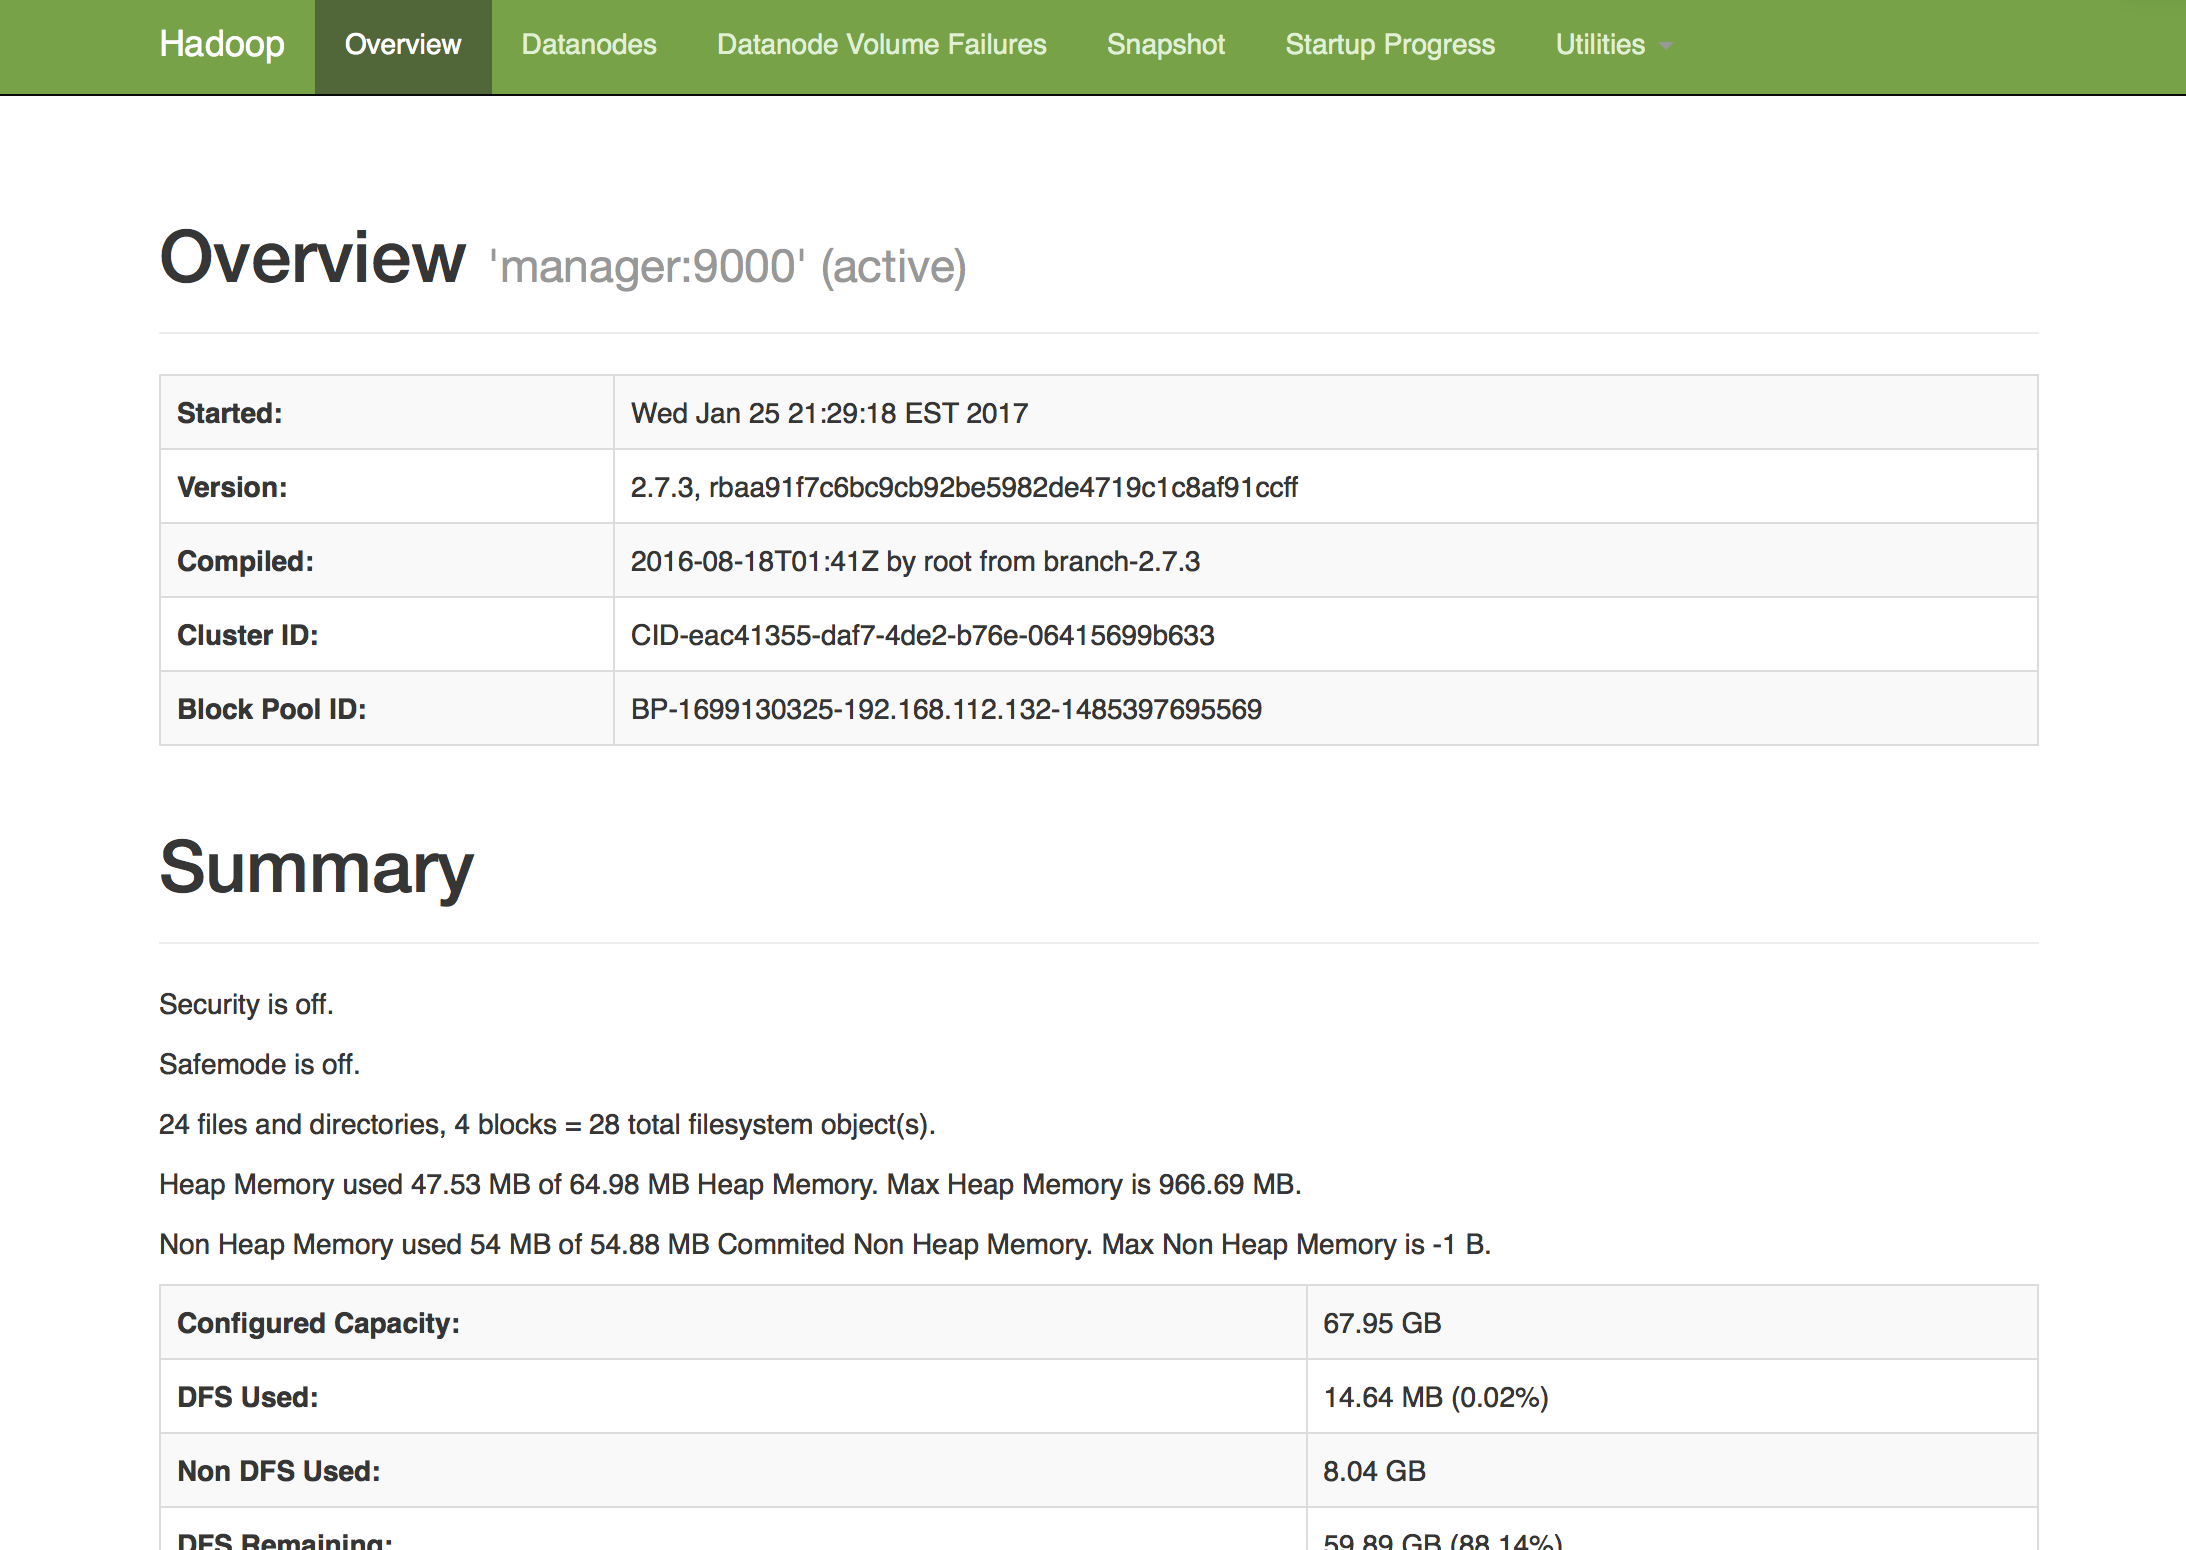 Hadoop Overview Datanodes Datanode Volume Failures Snapshot Startup Progress Utilities
Overview 'manager:9000' (active)
Started: Wed Jan 25 21:29:18 EST 2017
Version: 2.7.3, rbaa91f7c6bc9cb92be5982de4719c1c8af91ccff
Compiled: 2016-08-18T01:41Z by root from branch-2.7.3
Cluster ID: CID-eac41355-daf7-4de2-b76e-06415699b633
Block Pool ID: BP-1699130325-192.168.112.132-1485397695569
Summary
Security is off.
Safemode is off.
24 files and directories, 4 blocks = 28 total filesystem object(s).
Heap Memory used 47.53 MB of 64.98 MB Heap Memory. Max Heap Memory is 966.69 MB.
Non Heap Memory used 54 MB of 54.88 MB Commited Non Heap Memory. Max Non Heap Memory is -1 B.
Configured Capacity: 67.95 GB
DFS Used: 14.64 MB (0.02%)
Non DFS Used: 8.04 GB
DFS Remaining: 59.89 GB (88.14%)